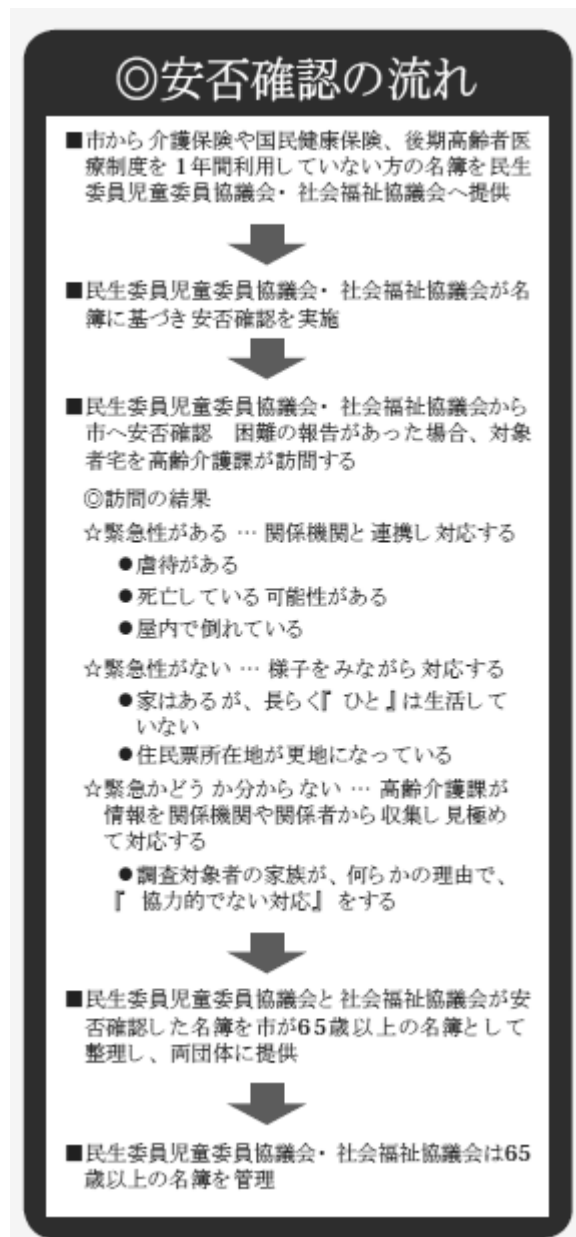 ◎安否確認の流れ
■市から介護保険や国民健康保険、後期高齢者医
療制度を1年間利用していない方の名簿を民生
委員児童委員協議会・社会福祉協議会へ提供
■民生委員児童委員協議会・社会福祉協議会が名
簿に基づき安否確認を実施
■民生委員児童委員協議会・社会福祉協議会から
市へ安否確認　困難の報告があった場合、対象
者宅を高齢介護課が訪問する
◎訪問の結果
☆緊急性がある … 関係機関と連携し対応する
●虐待がある
●死亡している可能性がある
●屋内で倒れている
☆緊急性がない … 様子をみながら対応する
●家はあるが、長らく『ひと』は生活して
いない
●住民票所在地が更地になっている
☆緊急かどうか分からない … 高齢介護課が
情報を関係機関や関係者から収集し見極め
て対応する
●調査対象者の家族が、何らかの理由で、
『 協力的でない対応』をする
■民生委員児童委員協議会と社会福祉協議会が安
否確認した名簿を市が65歳以上の名簿として
整理し、両団体に提供
■民生委員児童委員協議会・社会福祉協議会は65
歳以上の名簿を管理